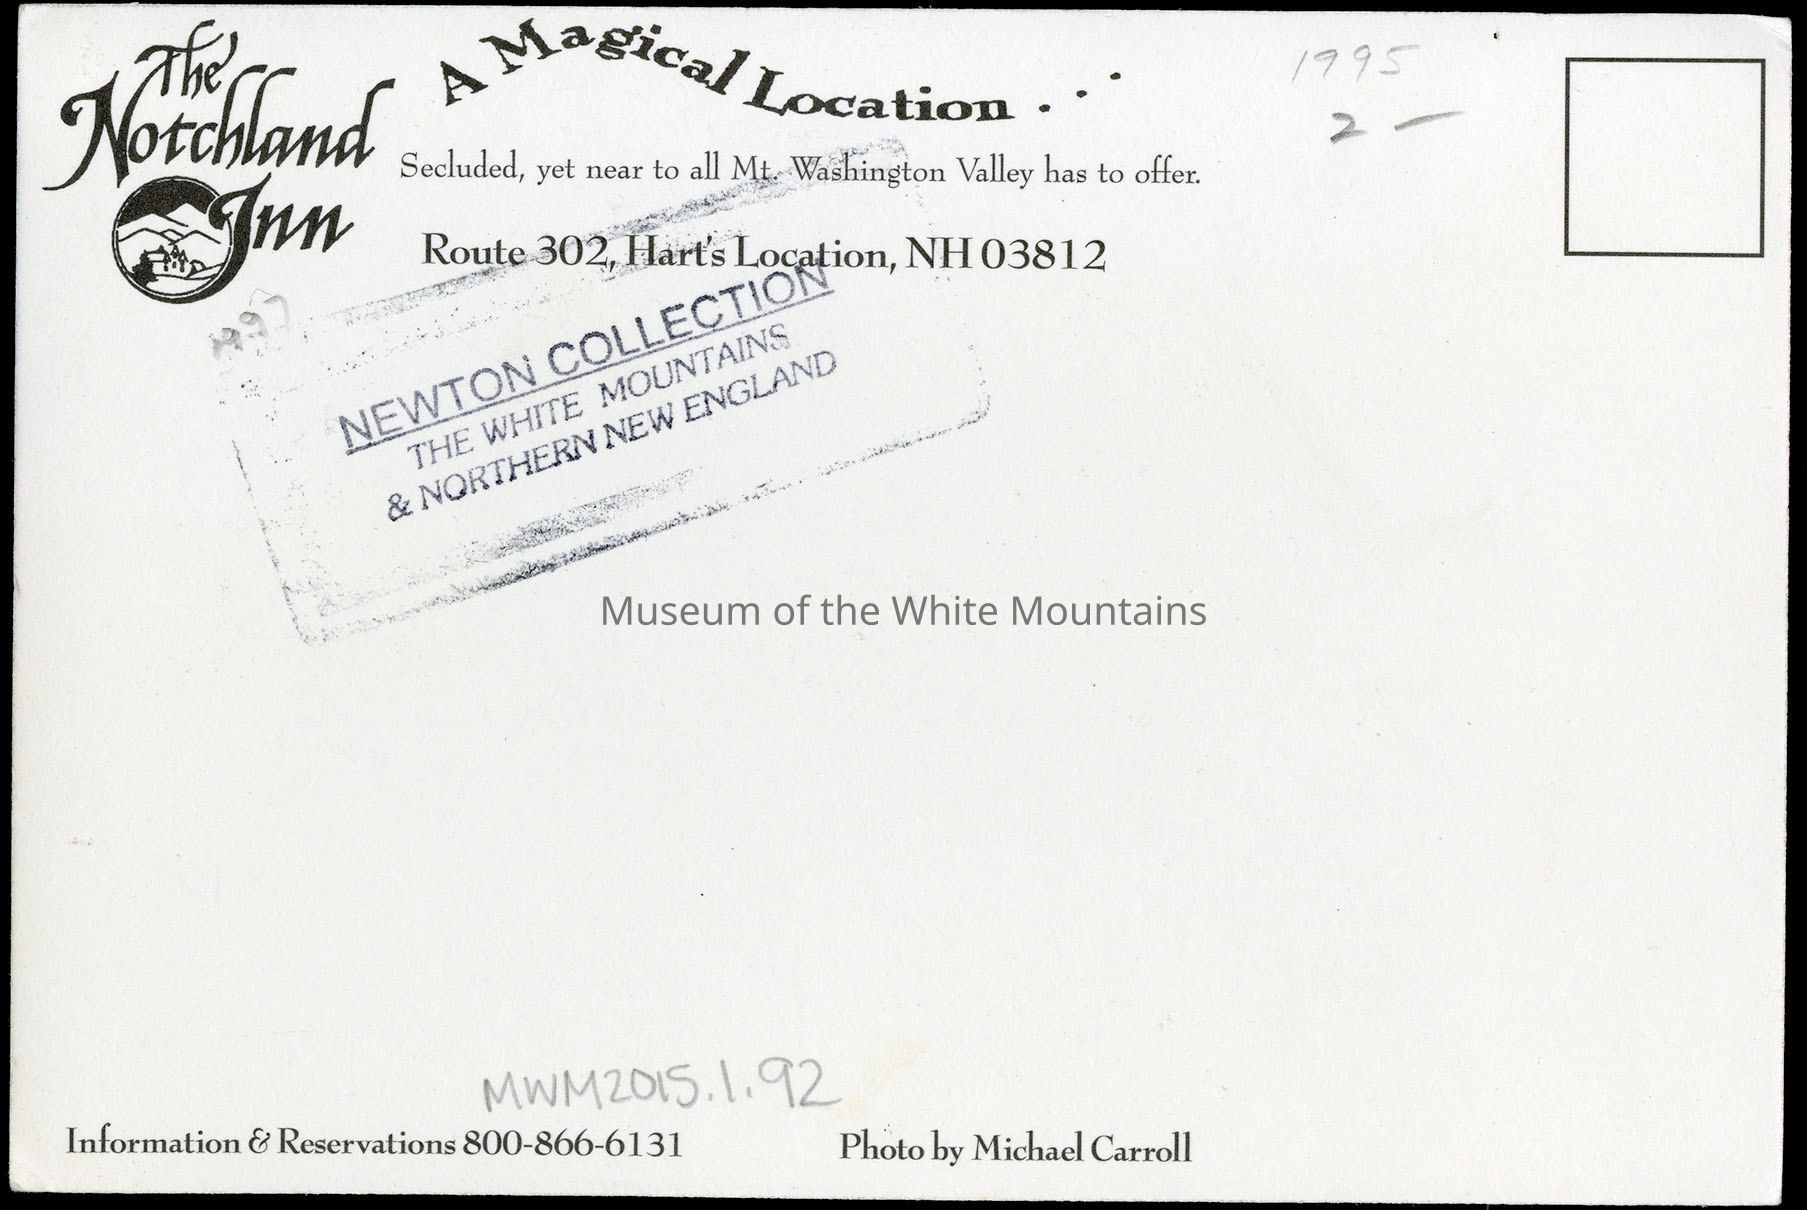 The
Notchland
Inn
A Magical Location . . .
Secluded, yet near to all Mt. Washington Valley has to offer.
Route 302, Hart's Location, NH 03812
1995
2 —
1997
NEWTON COLLECTION
THE WHITE MOUNTAINS
& NORTHERN NEW ENGLAND
Museum of the White Mountains
MWM2015.1.92
Information & Reservations 800-866-6131
Photo by Michael Carroll